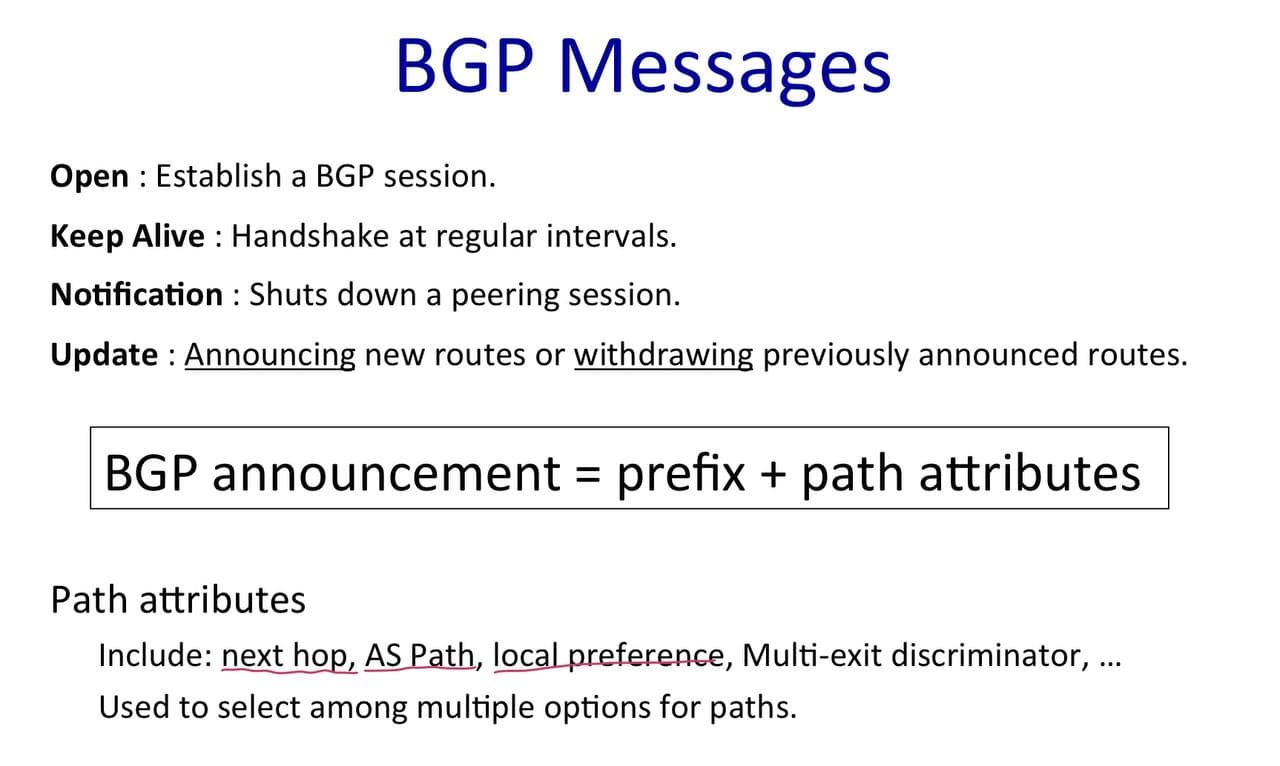 BGP Messages
Open : Establish a BGP session.
Keep Alive : Handshake at regular intervals.
Notification : Shuts down a peering session.
Update : Announcing new routes or withdrawing previously announced routes.
BGP announcement = prefix + path attributes
Path attributes
Include: next hop, AS Path, local preference, Multi-exit discriminator, ...
Used to select among multiple options for paths.